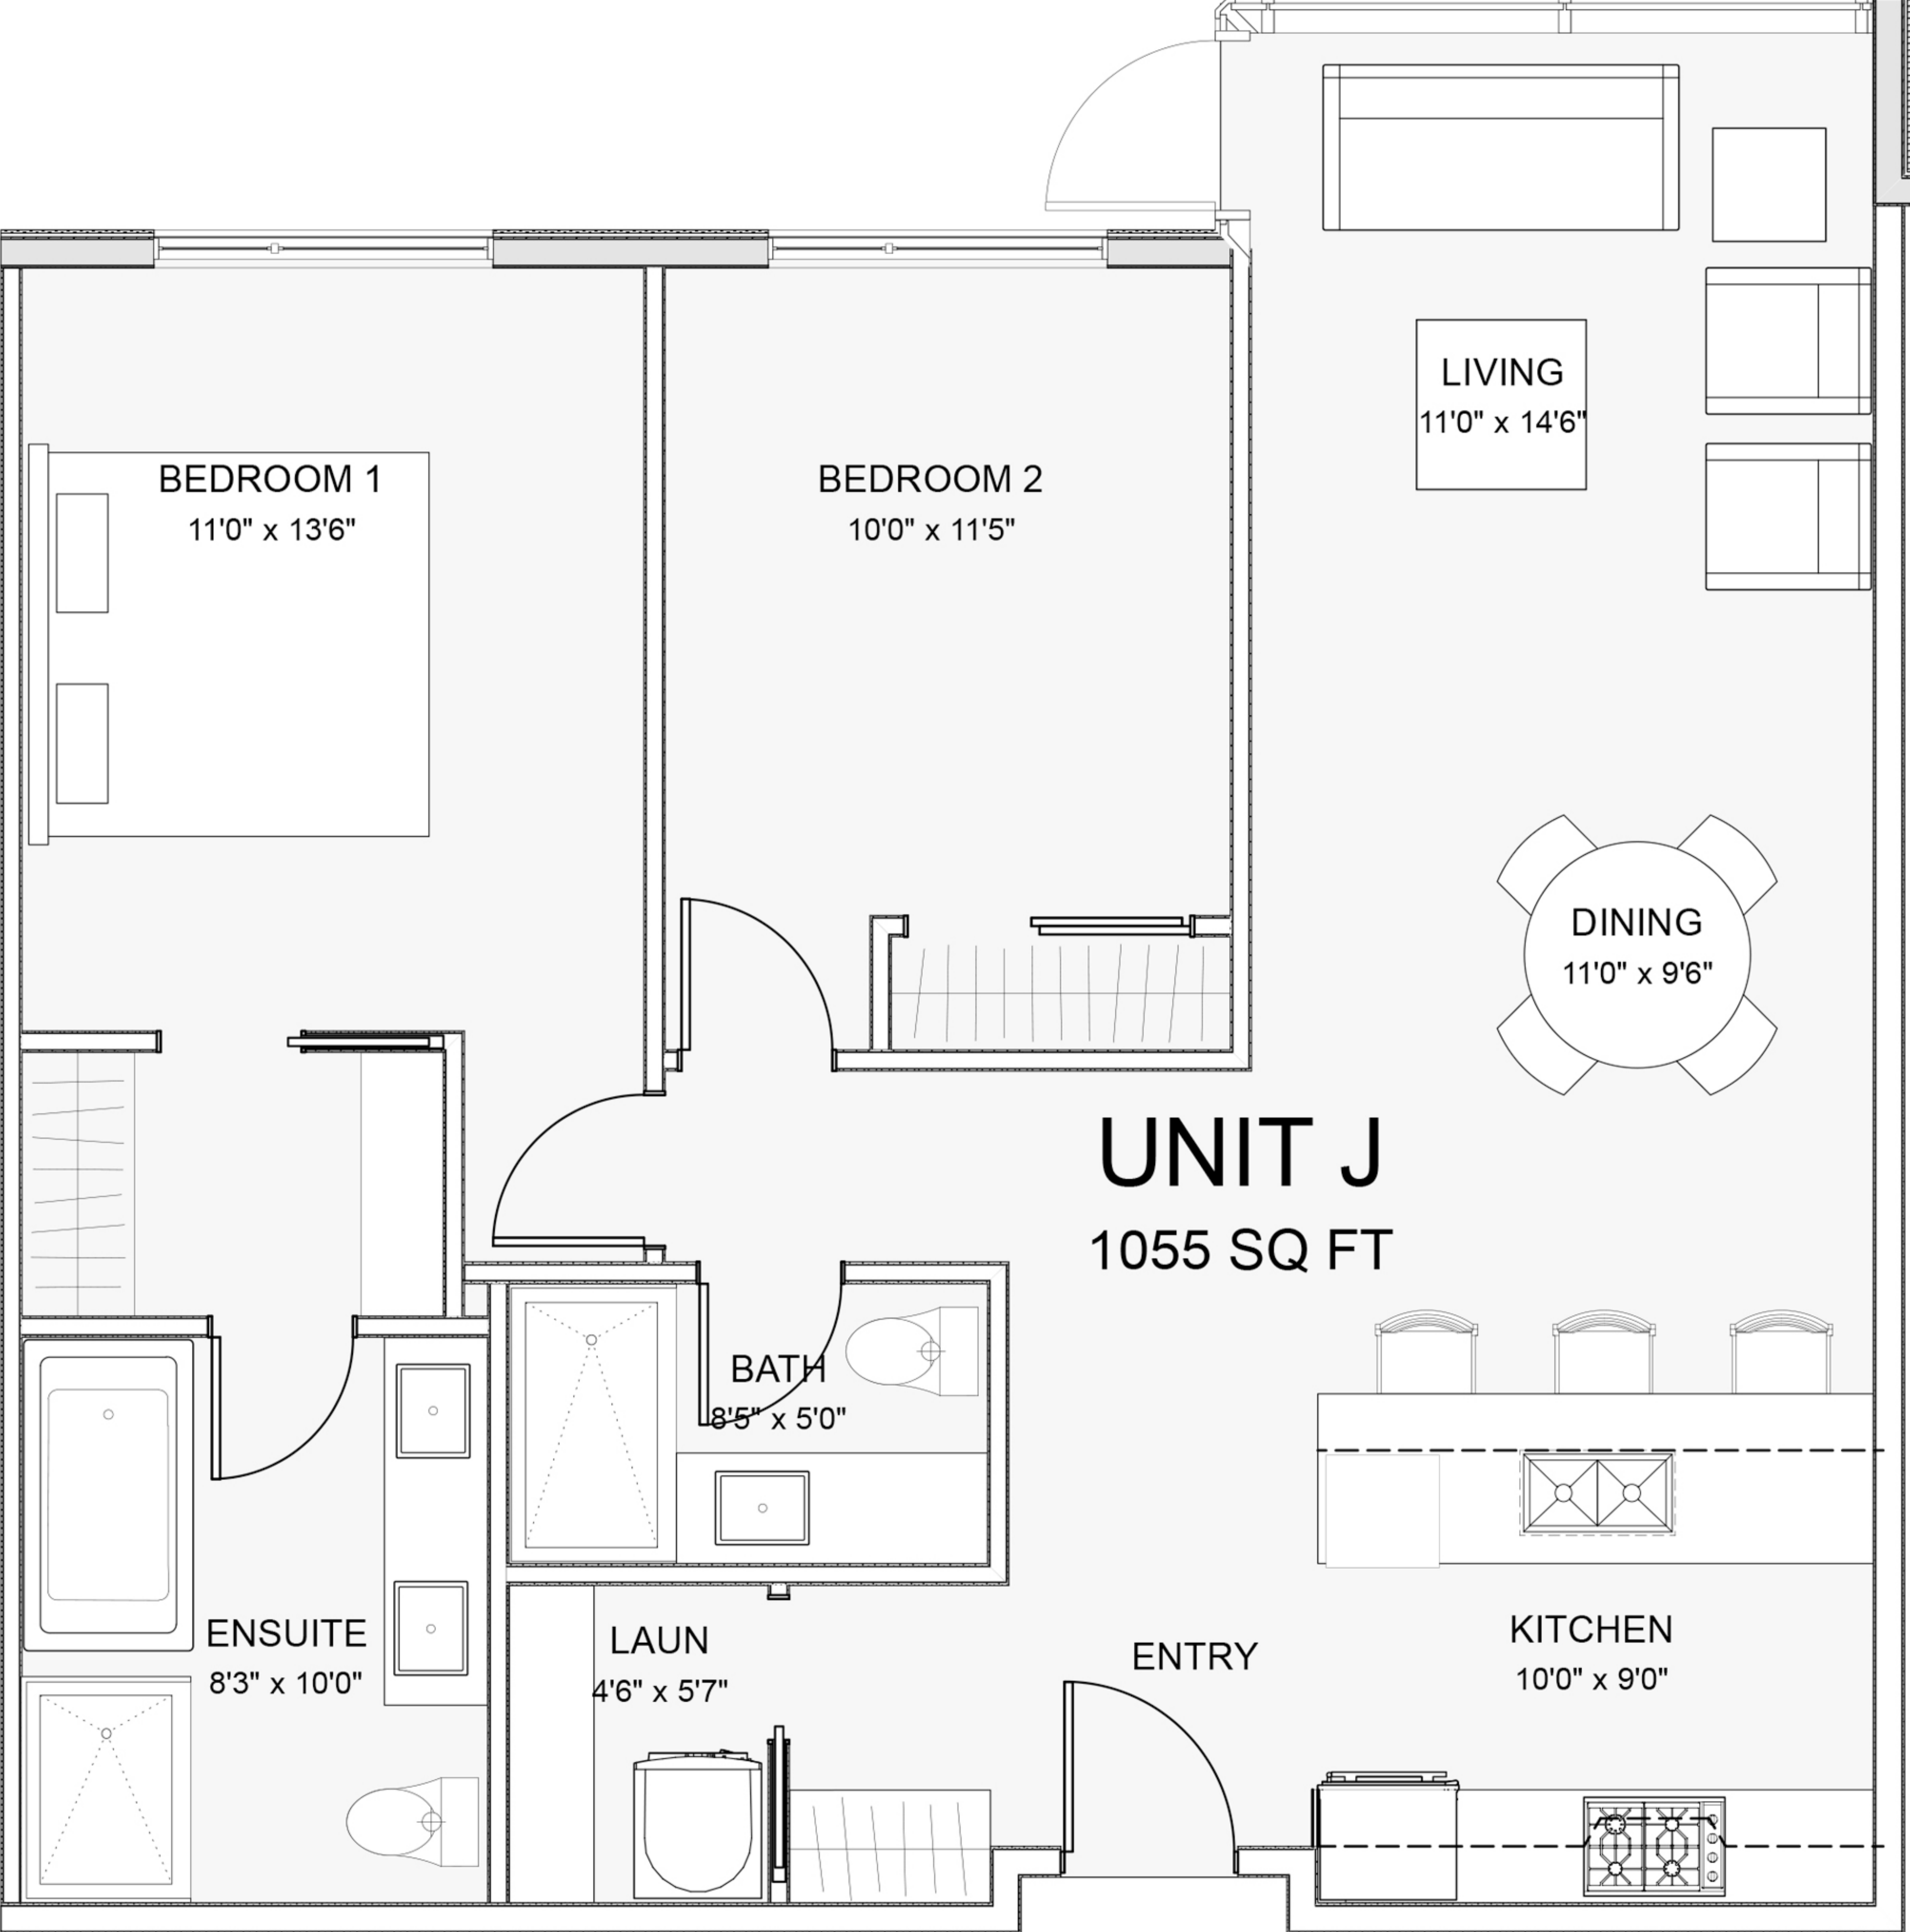 LIVING
11'0" x 14'6"
BEDROOM 1
11'0" x 13'6"
BEDROOM 2
10'0" x 11'5"
DINING
11'0" x 9'6"
UNIT J
1055 SQ FT
BATH
8'5" x 5'0"
ENSUITE
8'3" x 10'0"
LAUN
4'6" x 5'7"
ENTRY
KITCHEN
10'0" x 9'0"